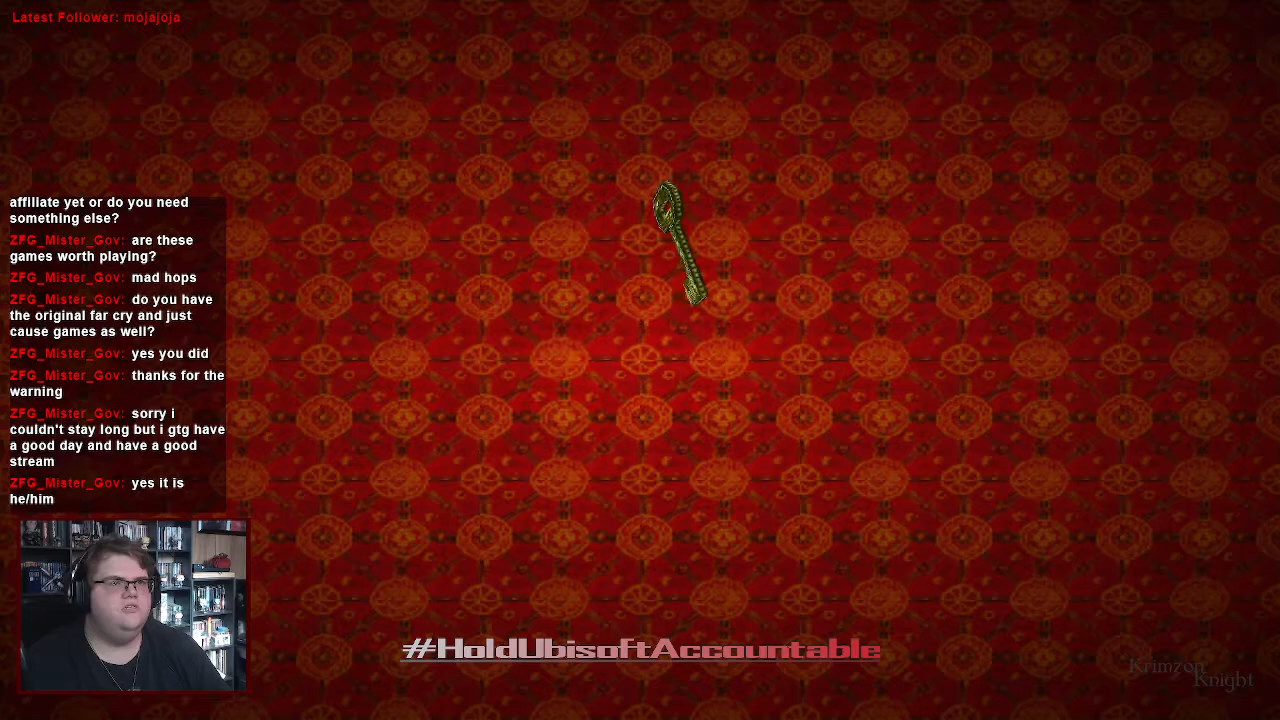 Latest Follower: mojajoja
affiliate yet or do you need
something else?
ZFG_Mister_Gov: are these
games worth playing?
ZFG_Mister_Gov: mad hops
ZFG_Mister_Gov: do you have
the original far cry and just
cause games as well?
ZFG_Mister_Gov: yes you did
ZFG_Mister_Gov: thanks for the
warning
ZFG_Mister_Gov: sorry i
couldn't stay long but i gtg have
a good day and have a good
stream
ZFG_Mister_Gov: yes it is
he/him
#HoldUbisoftAccountable
Krimzon
Knight